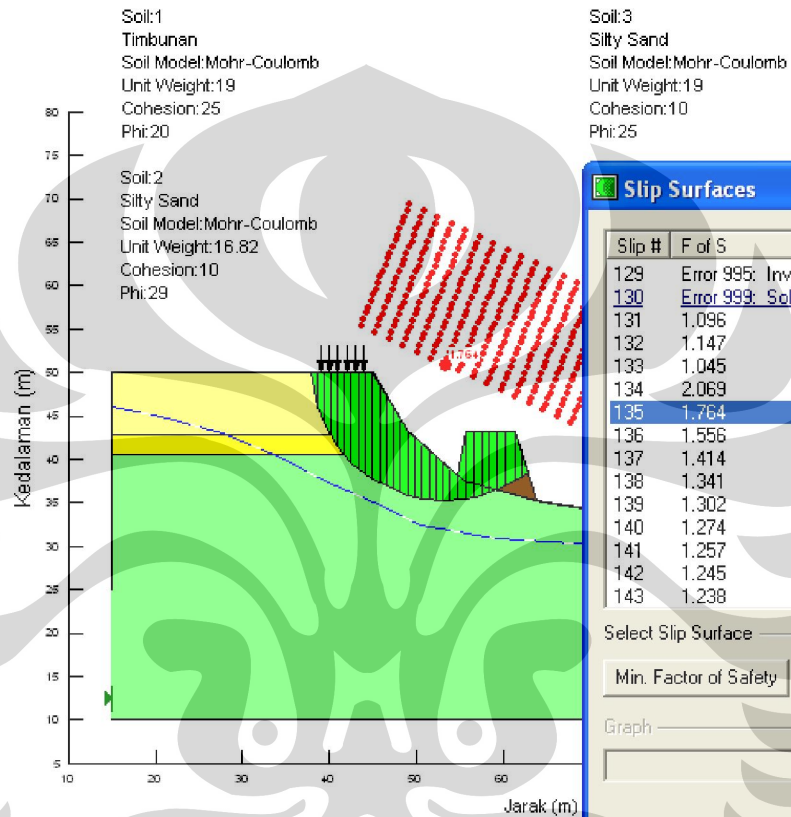 Soil:1
Timbunan
Soil Model:Mohr-Coulomb
Unit Weight:19
Cohesion:25
Phi:20
Soil:2
Silty Sand
Soil Model:Mohr-Coulomb
Unit Weight:16.82
Cohesion:10
Phi:29
Soil:3
Silty Sand
Soil Model:Mohr-Coulomb
Unit Weight:19
Cohesion:10
Phi:25
80
75
70
65
60
55
50
45
40
35
30
25
20
15
10
5
Kedalaman (m)
10 20 30 40 50 60
Jarak (m)
1.764
Slip Surfaces
Slip # F of S
129 Error 995: Inv
130 Error 999: Sol
131 1.096
132 1.147
133 1.045
134 2.069
135 1.764
136 1.556
137 1.414
138 1.341
139 1.302
140 1.274
141 1.257
142 1.245
143 1.238
Select Slip Surface
Min. Factor of Safety
Graph